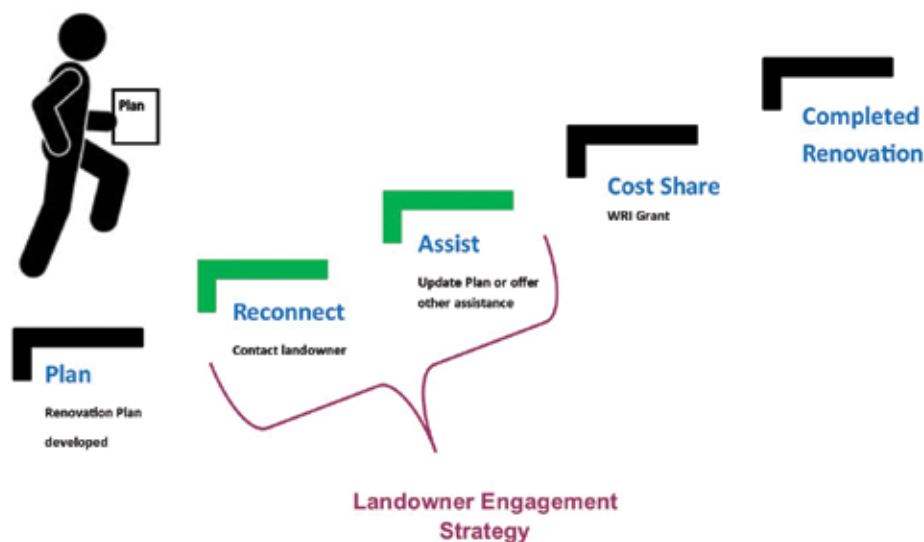 Plan
Plan
Renovation Plan
developed
Reconnect
Contact landowner
Assist
Update Plan or offer
other assistance
Cost Share
WRI Grant
Completed
Renovation
Landowner Engagement
Strategy